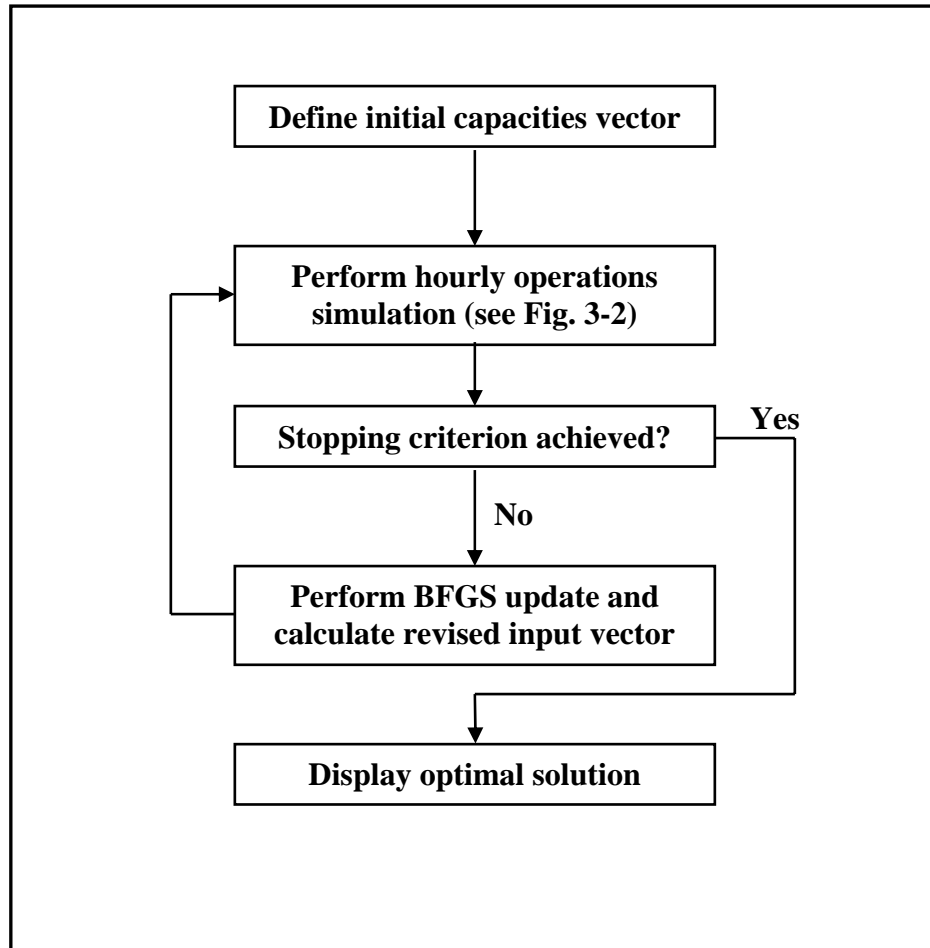 Define initial capacities vector
Perform hourly operations
simulation (see Fig. 3-2)
Stopping criterion achieved?
Yes
No
Perform BFGS update and
calculate revised input vector
Display optimal solution